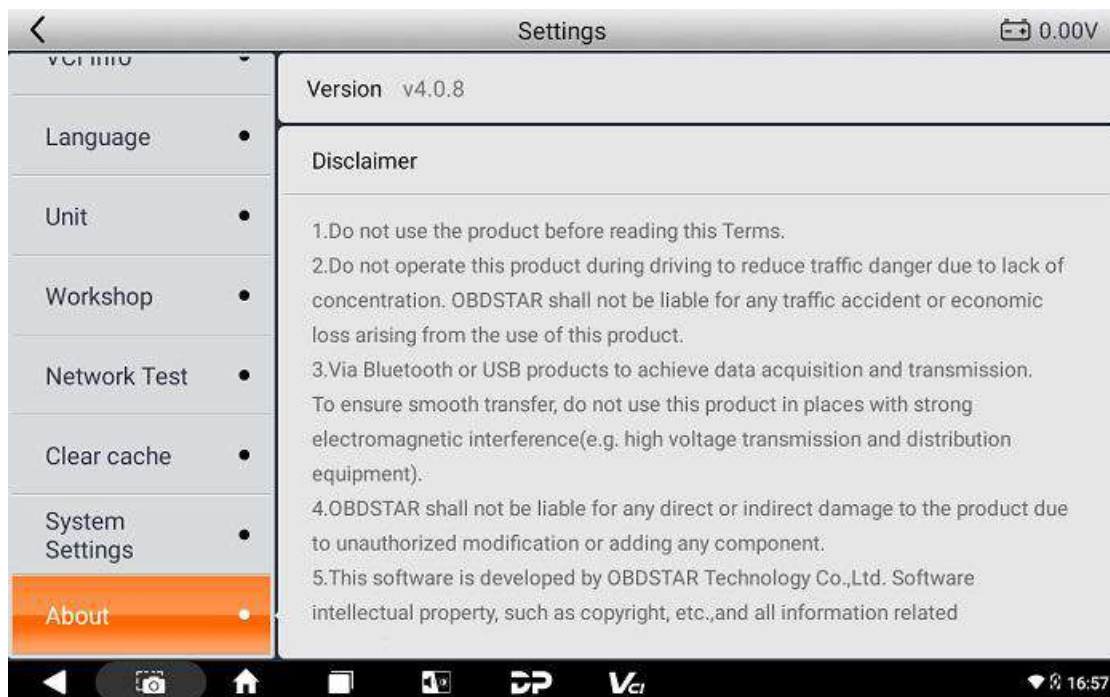 Settings
0.00V
VCI Info
Language
Unit
Workshop
Network Test
Clear cache
System
Settings
About
Version v4.0.8
Disclaimer
1.Do not use the product before reading this Terms.
2.Do not operate this product during driving to reduce traffic danger due to lack of
concentration. OBDSTAR shall not be liable for any traffic accident or economic
loss arising from the use of this product.
3.Via Bluetooth or USB products to achieve data acquisition and transmission.
To ensure smooth transfer, do not use this product in places with strong
electromagnetic interference(e.g. high voltage transmission and distribution
equipment).
4.OBDSTAR shall not be liable for any direct or indirect damage to the product due
to unauthorized modification or adding any component.
5.This software is developed by OBDSTAR Technology Co.,Ltd. Software
intellectual property, such as copyright, etc.,and all information related
DP
VCI
16:57